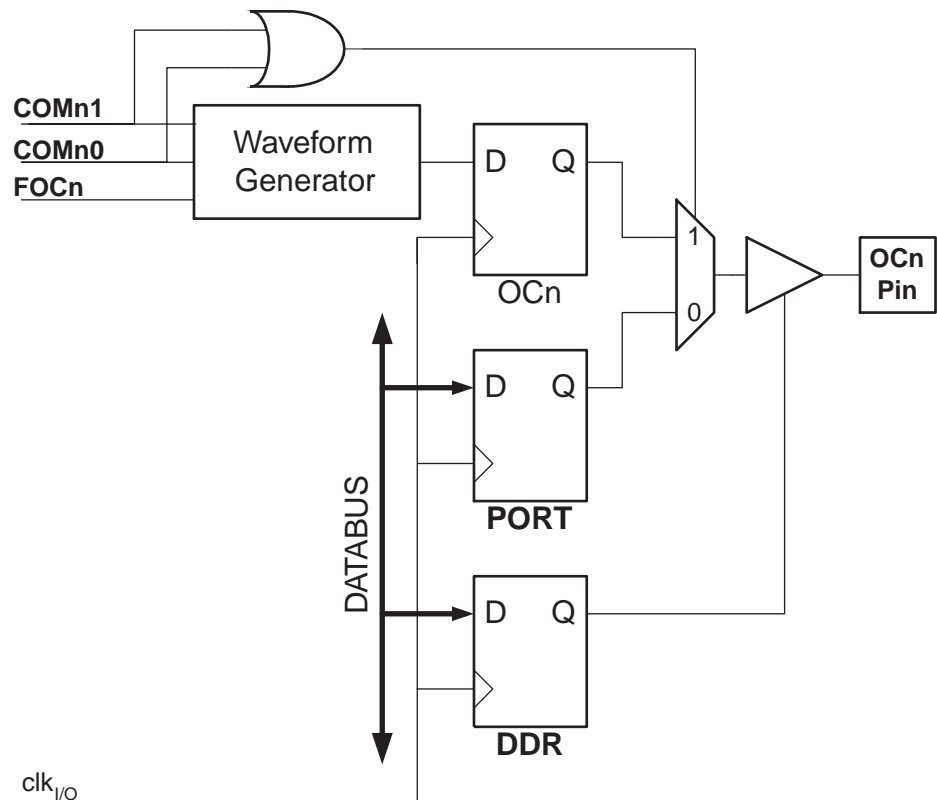 COMn1
COMn0
FOCn
Waveform
Generator
D Q
OCn
1
0
OCn
Pin
D Q
PORT
DATABUS
D Q
DDR
clkI/O